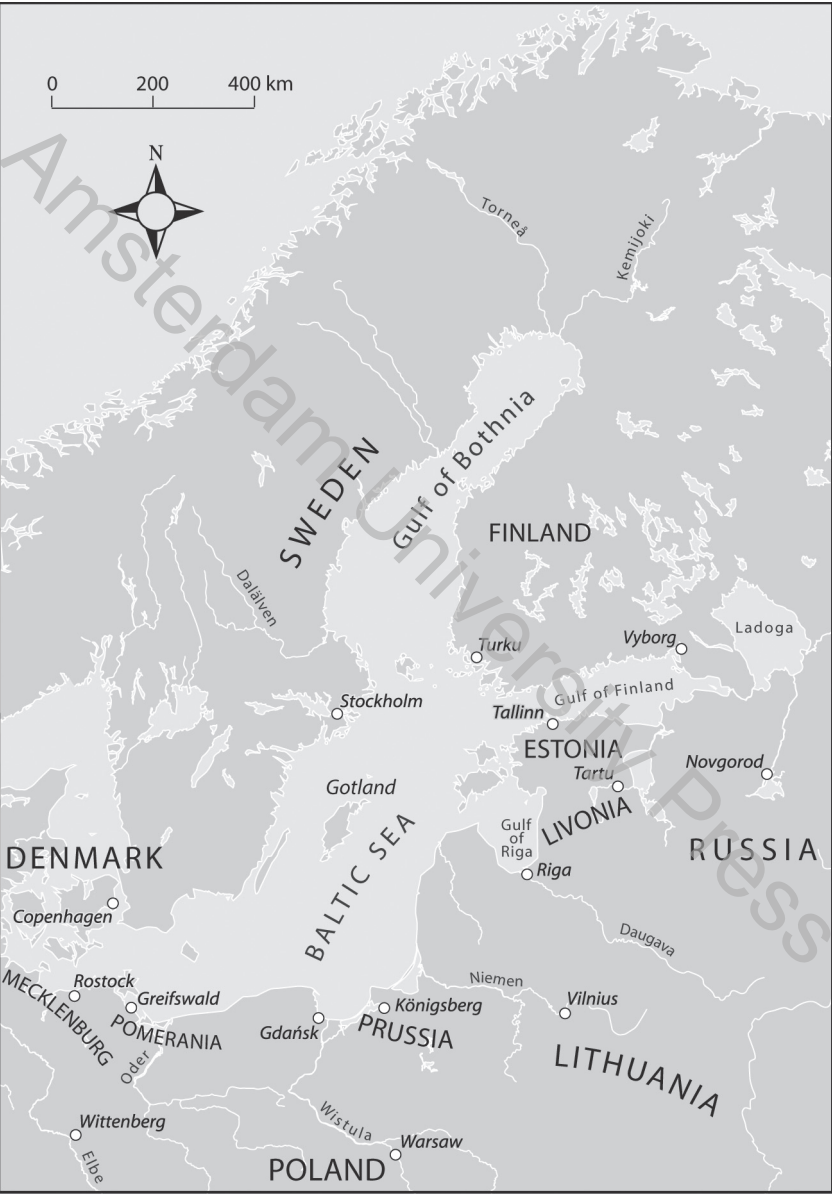 0 200 400 km
N
Torneå
Kemijoki
Gulf of Bothnia
SWEDEN
FINLAND
Dalälven
Ladoga
Vyborg
Turku
Gulf of Finland
Stockholm
Tallinn
ESTONIA
Novgorod
Tartu
Gotland
LIVONIA
Gulf
of
Riga
RUSSIA
DENMARK
BALTIC SEA
Riga
Copenhagen
Daugava
Rostock
Niemen
MECKLENBURG
Greifswald
Königsberg
Vilnius
POMERANIA
Gdańsk
PRUSSIA
Oder
LITHUANIA
Wittenberg
Wistula
Warsaw
Elbe
POLAND
Amsterdam University Press